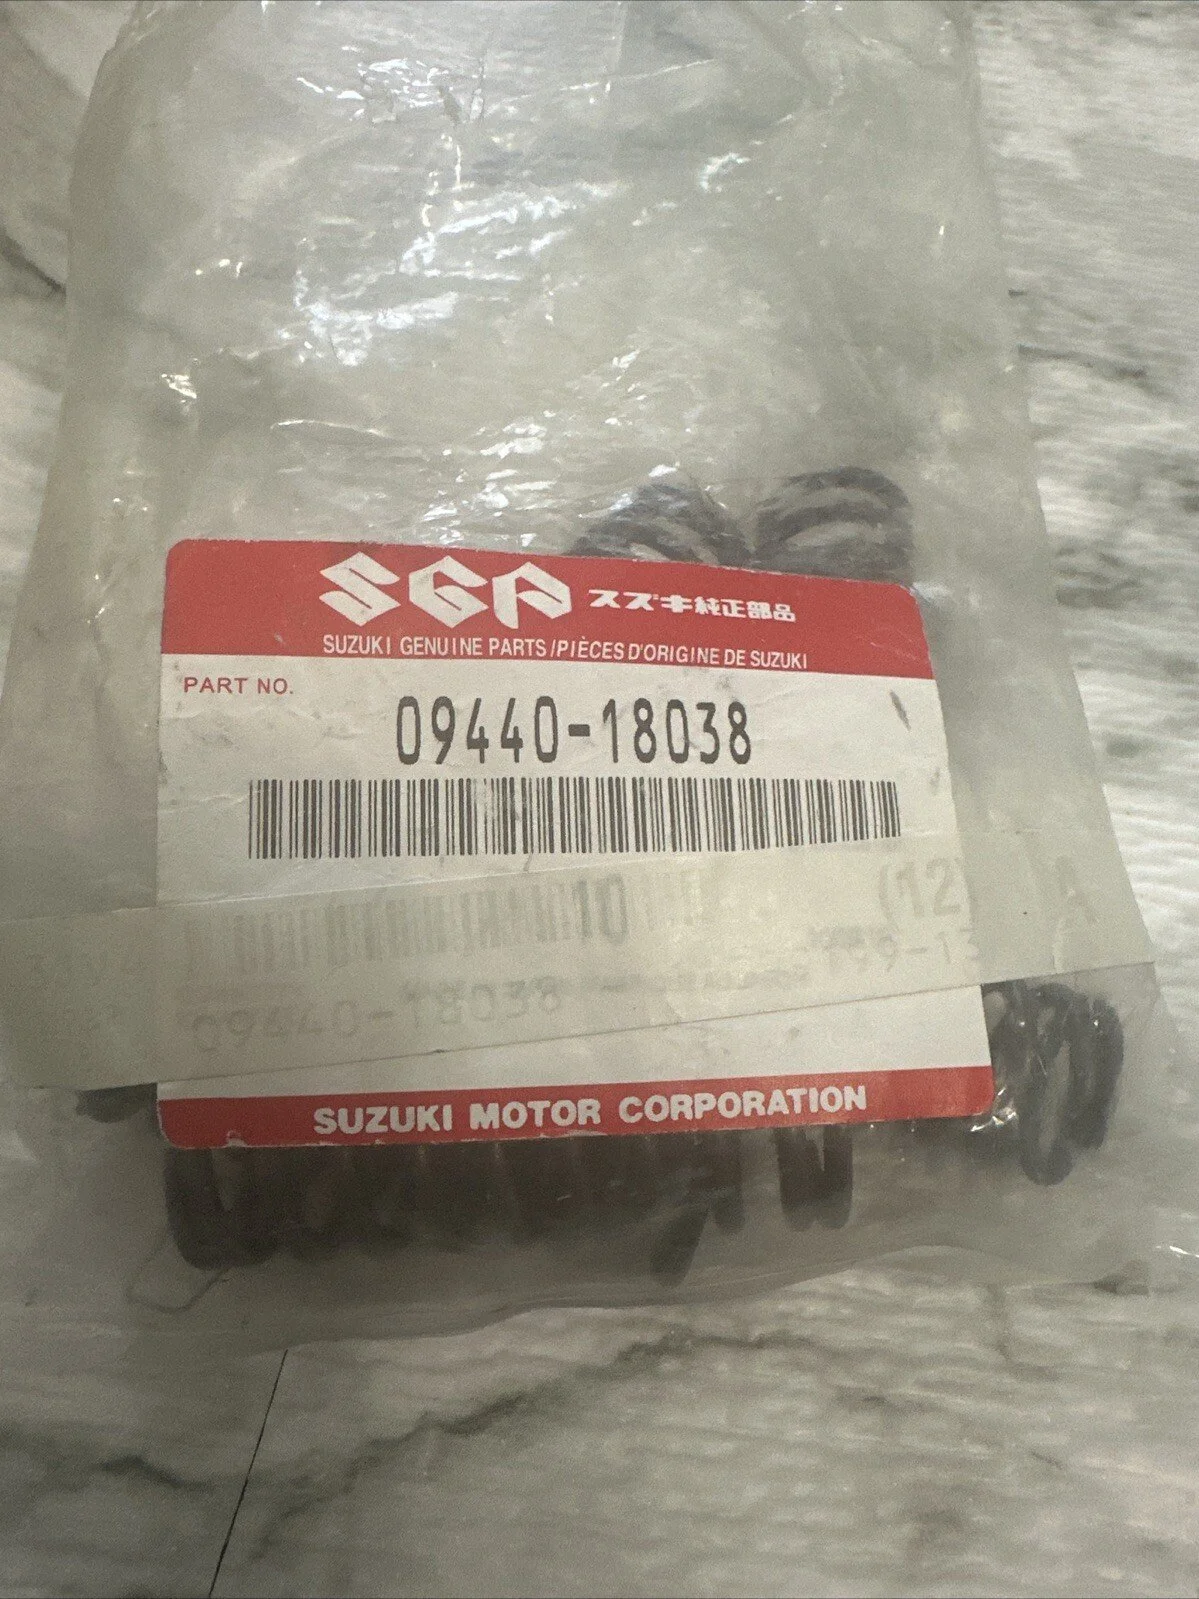 SGP スズキ純正部品
SUZUKI GENUINE PARTS/PIÈCES D'ORIGINE DE SUZUKI
PART NO.
09440-18038
10
(12)
A
09440-18038
SUZUKI MOTOR CORPORATION